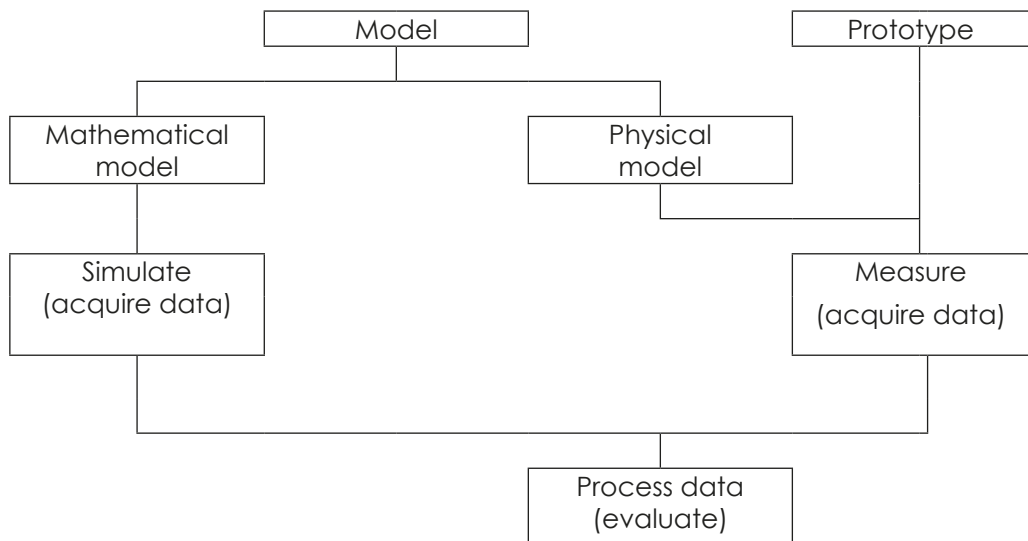 Model
Prototype
Mathematical
model
Physical
model
Simulate
(acquire data)
Measure
(acquire data)
Process data
(evaluate)